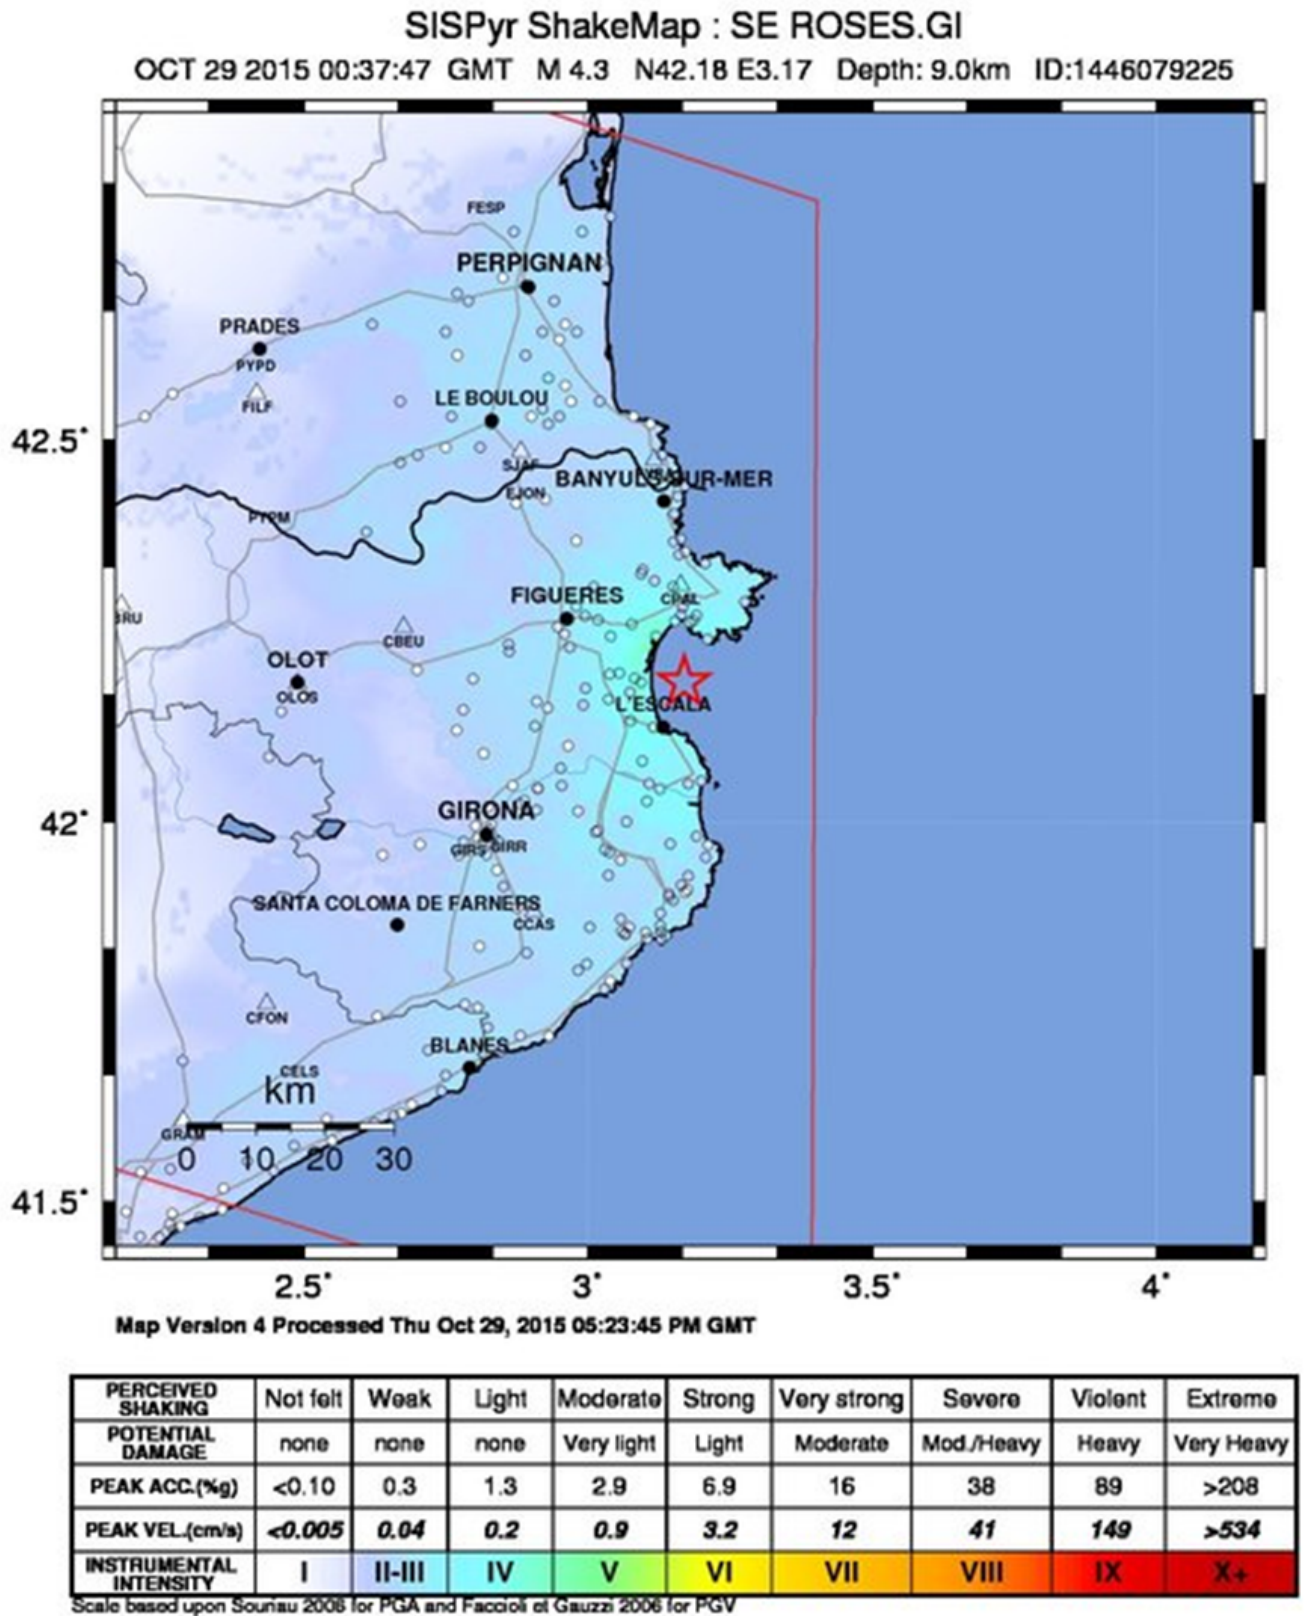 SISPyr ShakeMap : SE ROSES.GI
OCT 29 2015 00:37:47 GMT M 4.3 N42.18 E3.17 Depth: 9.0km ID:1446079225
FESP
PERPIGNAN
PRADES
PYPD
FILF
LE BOULOU
42.5°
SJAF
BANYULS-SUR-MER
EJON
PYPM
FIGUERES
CPAL
BRU
CBEU
OLOT
OLOS
L'ESCALA
GIRONA
42°
GIRS GIRR
SANTA COLOMA DE FARNERS
CCAS
CFON
BLANES
CELS
km
GRAM
0 10 20 30
41.5°
2.5° 3° 3.5° 4°
Map Version 4 Processed Thu Oct 29, 2015 05:23:45 PM GMT
PERCEIVED SHAKING Not felt Weak Light Moderate Strong Very strong Severe Violent Extreme
POTENTIAL DAMAGE none none none Very light Light Moderate Mod./Heavy Heavy Very Heavy
PEAK ACC.(%g) <0.10 0.3 1.3 2.9 6.9 16 38 89 >208
PEAK VEL.(cm/s) <0.005 0.04 0.2 0.9 3.2 12 41 149 >534
INSTRUMENTAL INTENSITY I II-III IV V VI VII VIII IX X+
Scale based upon Souriau 2006 for PGA and Faccioli et Gauzzi 2006 for PGV